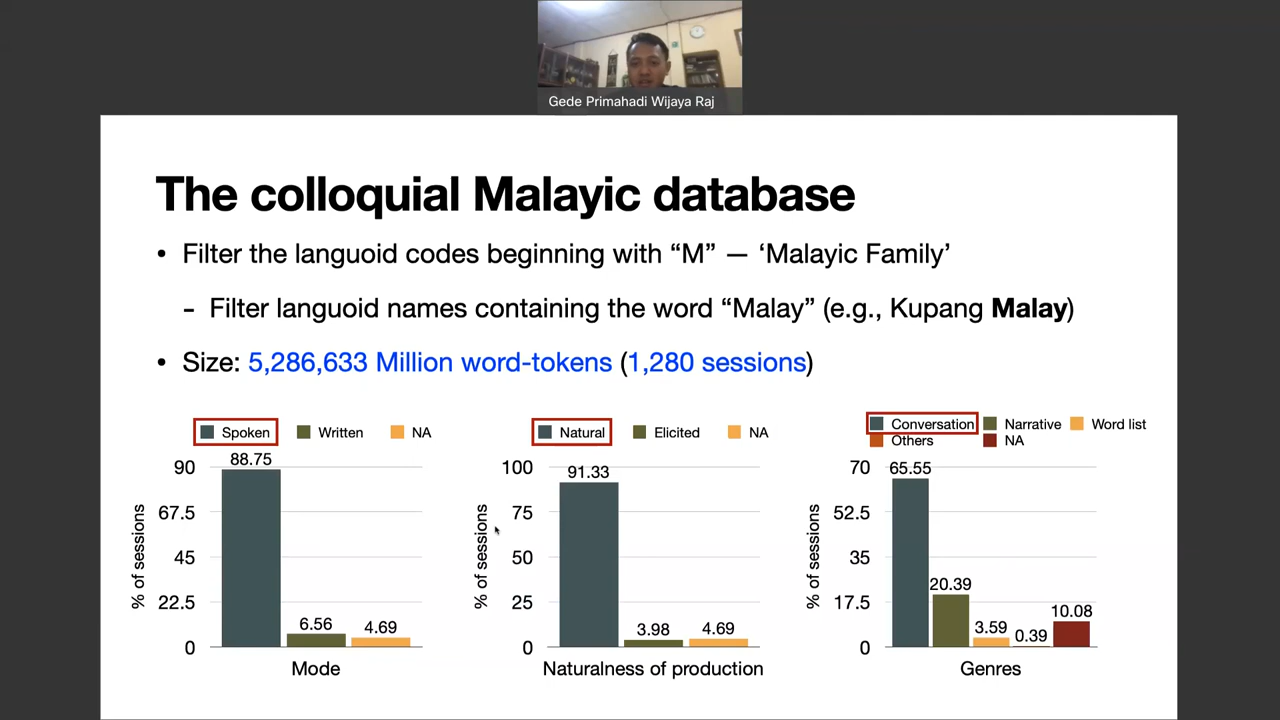 Gede Primahadi Wijaya Raj
The colloquial Malayic database
• Filter the languoid codes beginning with “M” — ‘Malayic Family’
- Filter languoid names containing the word “Malay” (e.g., Kupang Malay)
• Size: 5,286,633 Million word-tokens (1,280 sessions)
Spoken Written NA
% of sessions
90
67.5
45
22.5
0
88.75
6.56
4.69
Mode
Natural Elicited NA
% of sessions
100
75
50
25
0
91.33
3.98
4.69
Naturalness of production
Conversation Narrative Word list
Others NA
% of sessions
70
52.5
35
17.5
0
65.55
20.39
3.59
0.39
10.08
Genres